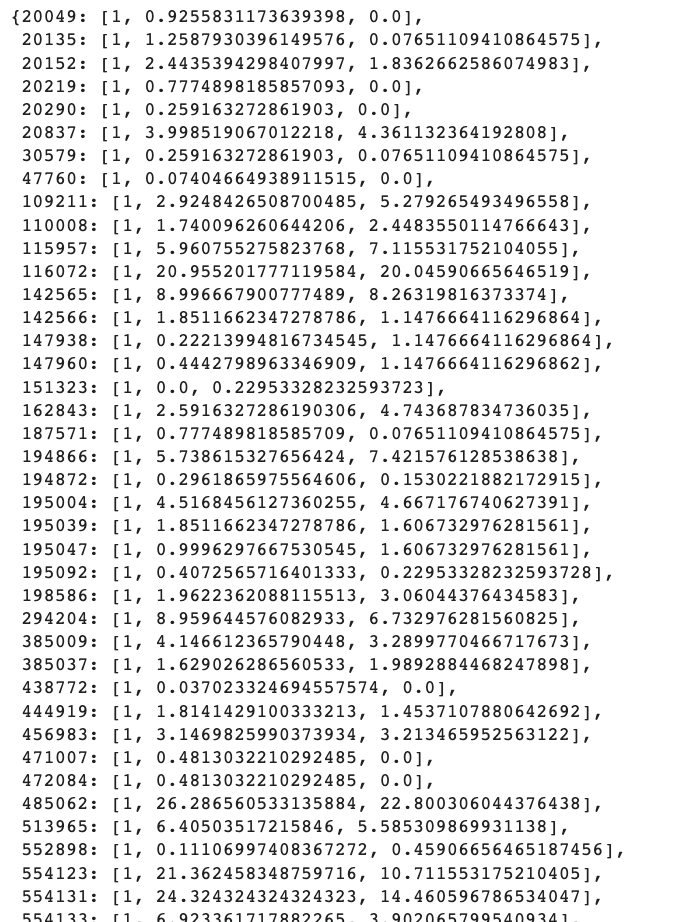 {20049: [1, 0.9255831173639398, 0.0],
20135: [1, 1.2587930396149576, 0.07651109410864575],
20152: [1, 2.4435394298407997, 1.8362662586074983],
20219: [1, 0.7774898185857093, 0.0],
20290: [1, 0.259163272861903, 0.0],
20837: [1, 3.998519067012218, 4.361132364192808],
30579: [1, 0.259163272861903, 0.07651109410864575],
47760: [1, 0.07404664938911515, 0.0],
109211: [1, 2.9248426508700485, 5.279265493496558],
110008: [1, 1.740096260644206, 2.4483550114766643],
115957: [1, 5.960755275823768, 7.115531752104055],
116072: [1, 20.955201777119584, 20.04590665646519],
142565: [1, 8.996667900777489, 8.26319816373374],
142566: [1, 1.8511662347278786, 1.1476664116296864],
147938: [1, 0.22213994816734545, 1.1476664116296864],
147960: [1, 0.4442798963346909, 1.1476664116296862],
151323: [1, 0.0, 0.22953328232593723],
162843: [1, 2.5916327286190306, 4.743687834736035],
187571: [1, 0.777489818585709, 0.07651109410864575],
194866: [1, 5.738615327656424, 7.421576128538638],
194872: [1, 0.2961865975564606, 0.1530221882172915],
195004: [1, 4.5168456127360255, 4.667176740627391],
195039: [1, 1.8511662347278786, 1.606732976281561],
195047: [1, 0.9996297667530545, 1.606732976281561],
195092: [1, 0.4072565716401333, 0.22953328232593728],
198586: [1, 1.9622362088115513, 3.06044376434583],
294204: [1, 8.959644576082933, 6.732976281560825],
385009: [1, 4.146612365790448, 3.2899770466717673],
385037: [1, 1.629026286560533, 1.9892884468247898],
438772: [1, 0.037023324694557574, 0.0],
444919: [1, 1.8141429100333213, 1.4537107880642692],
456983: [1, 3.1469825990373934, 3.213465952563122],
471007: [1, 0.4813032210292485, 0.0],
472084: [1, 0.4813032210292485, 0.0],
485062: [1, 26.286560533135884, 22.800306044376438],
513965: [1, 6.40503517215846, 5.585309869931138],
552898: [1, 0.11106997408367272, 0.45906656465187456],
554123: [1, 21.362458348759716, 10.711553175210405],
554131: [1, 24.324324324324323, 14.460596786534047],
554133: [1, 6.923361717882265, 3.902065799540934],